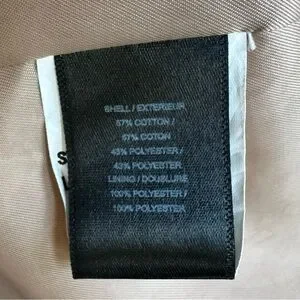 SHELL / EXTERIEUR
57% COTTON /
57% COTON
43% POLYESTER /
43% POLYESTER
LINING / DOUBLURE
100% POLYESTER /
100% POLYESTER
S
L